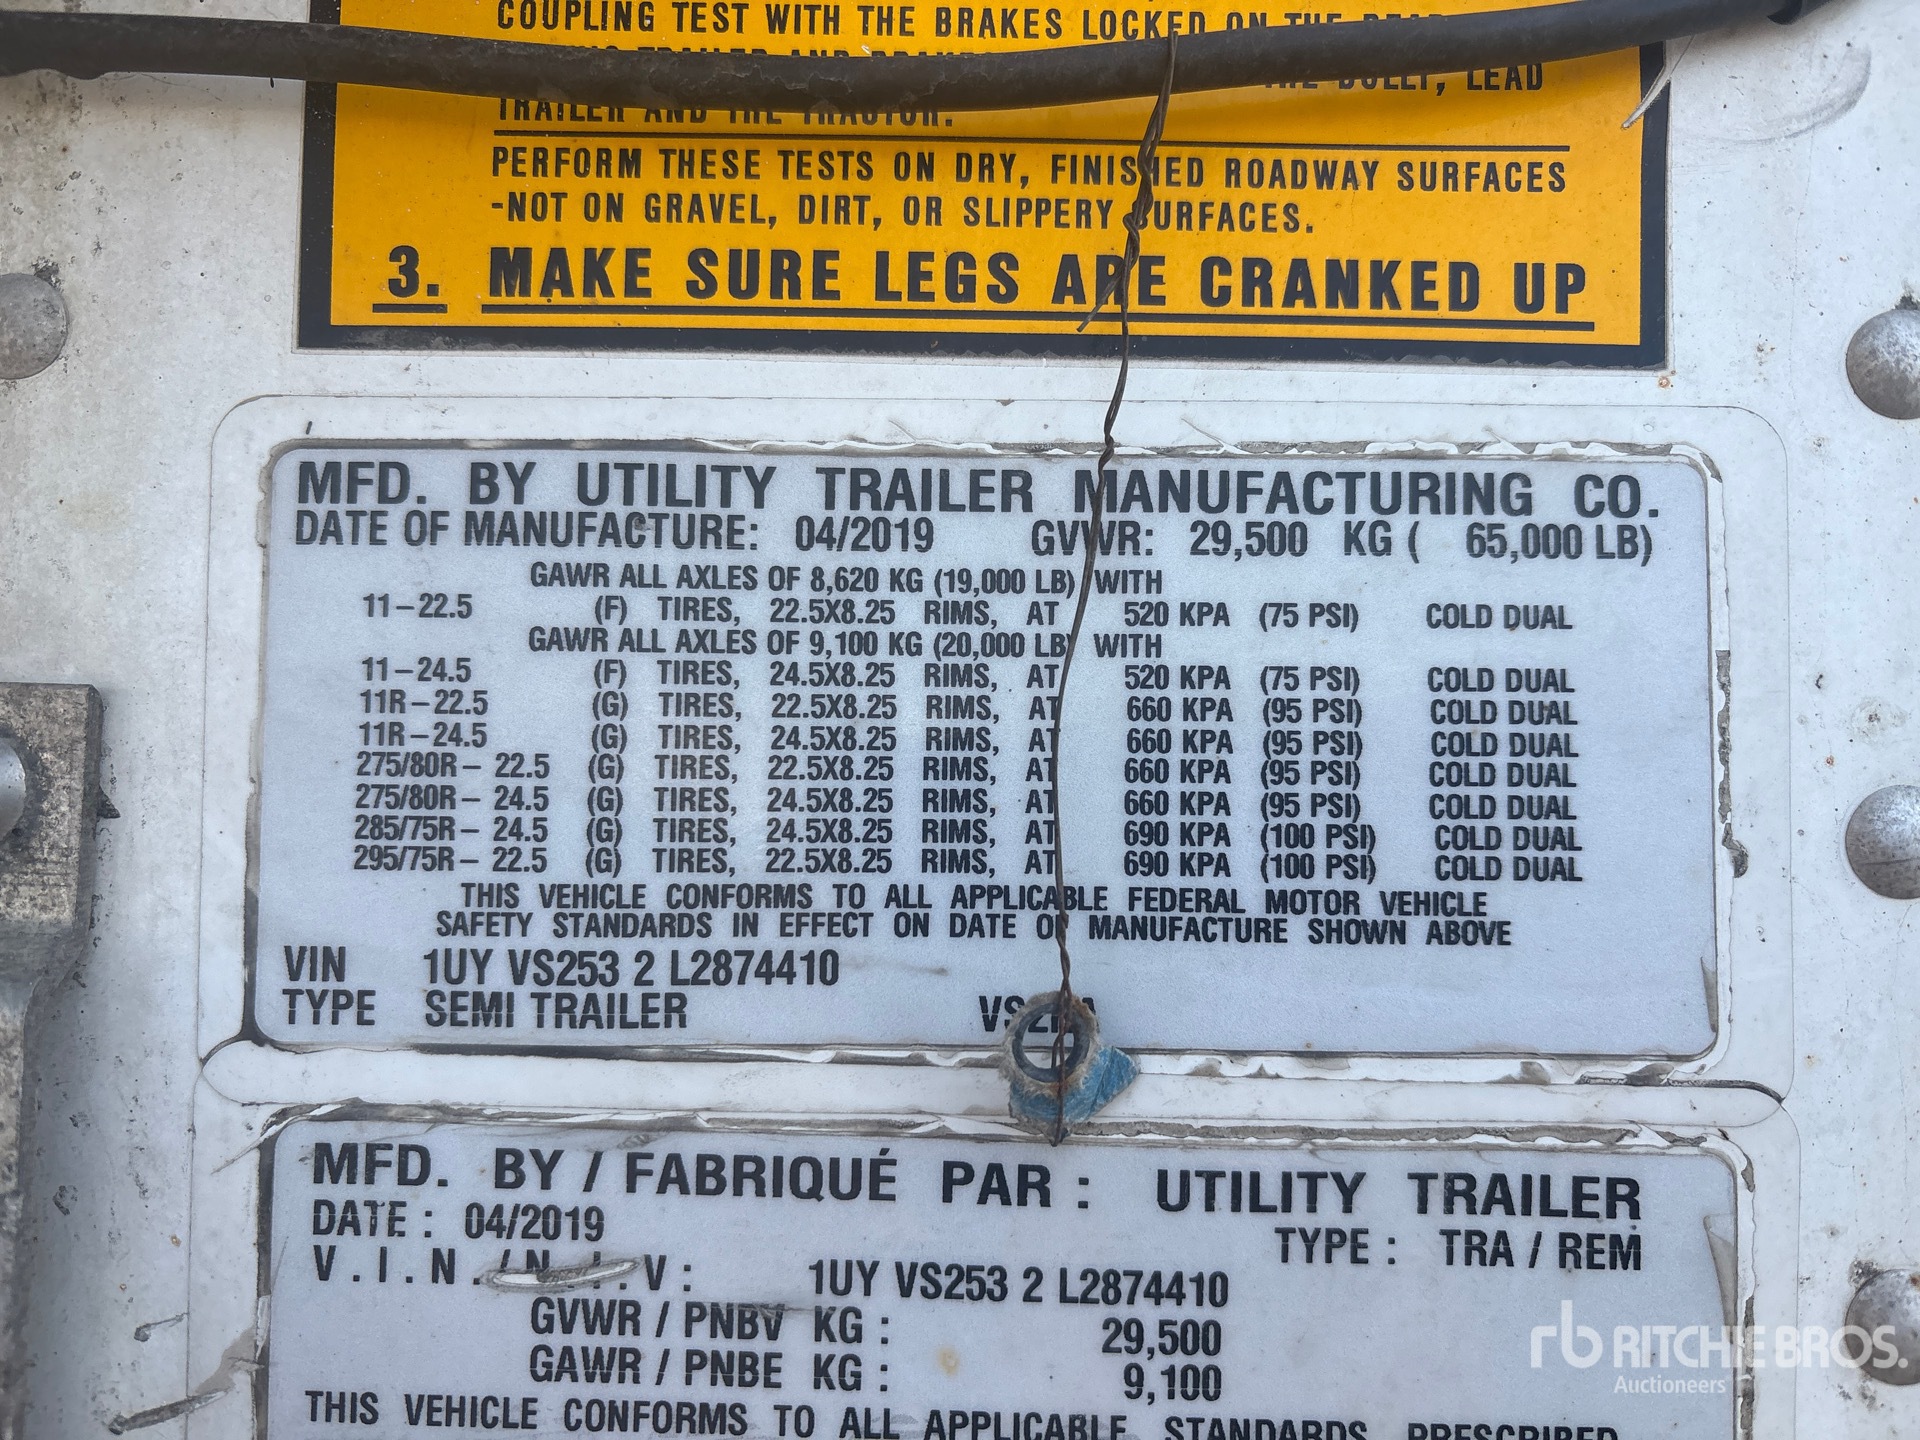 COUPLING TEST WITH THE BRAKES LOCKED ON THE REAR
TRAILER AND
DOLLY, LEAD
TRAILER AND THE TRACTOR.
PERFORM THESE TESTS ON DRY, FINISHED ROADWAY SURFACES
-NOT ON GRAVEL, DIRT, OR SLIPPERY SURFACES.
3. MAKE SURE LEGS ARE CRANKED UP
MFD. BY UTILITY TRAILER MANUFACTURING CO.
DATE OF MANUFACTURE: 04/2019 GVWR: 29,500 KG ( 65,000 LB)
GAWR ALL AXLES OF 8,620 KG (19,000 LB) WITH
11-22.5 (F) TIRES, 22.5X8.25 RIMS, AT 520 KPA (75 PSI) COLD DUAL
GAWR ALL AXLES OF 9,100 KG (20,000 LB) WITH
11-24.5 (F) TIRES, 24.5X8.25 RIMS, AT 520 KPA (75 PSI) COLD DUAL
11R-22.5 (G) TIRES, 22.5X8.25 RIMS, AT 660 KPA (95 PSI) COLD DUAL
11R-24.5 (G) TIRES, 24.5X8.25 RIMS, AT 660 KPA (95 PSI) COLD DUAL
275/80R- 22.5 (G) TIRES, 22.5X8.25 RIMS, AT 660 KPA (95 PSI) COLD DUAL
275/80R- 24.5 (G) TIRES, 24.5X8.25 RIMS, AT 660 KPA (95 PSI) COLD DUAL
285/75R- 24.5 (G) TIRES, 24.5X8.25 RIMS, AT 690 KPA (100 PSI) COLD DUAL
295/75R- 22.5 (G) TIRES, 22.5X8.25 RIMS, AT 690 KPA (100 PSI) COLD DUAL
THIS VEHICLE CONFORMS TO ALL APPLICABLE FEDERAL MOTOR VEHICLE
SAFETY STANDARDS IN EFFECT ON DATE OF MANUFACTURE SHOWN ABOVE
VIN 1UY VS253 2 L2874410
TYPE SEMI TRAILER
MFD. BY / FABRIQUÉ PAR : UTILITY TRAILER
DATE : 04/2019 TYPE : TRA / REM
V.I.N./N.I.V: 1UY VS253 2 L2874410
GVWR / PNBV KG : 29,500
GAWR / PNBE KG : 9,100
THIS VEHICLE CONFORMS TO ALL APPLICABLE STANDARDS PRESCRIBED
rb RITCHIE BROS.
Auctioneers